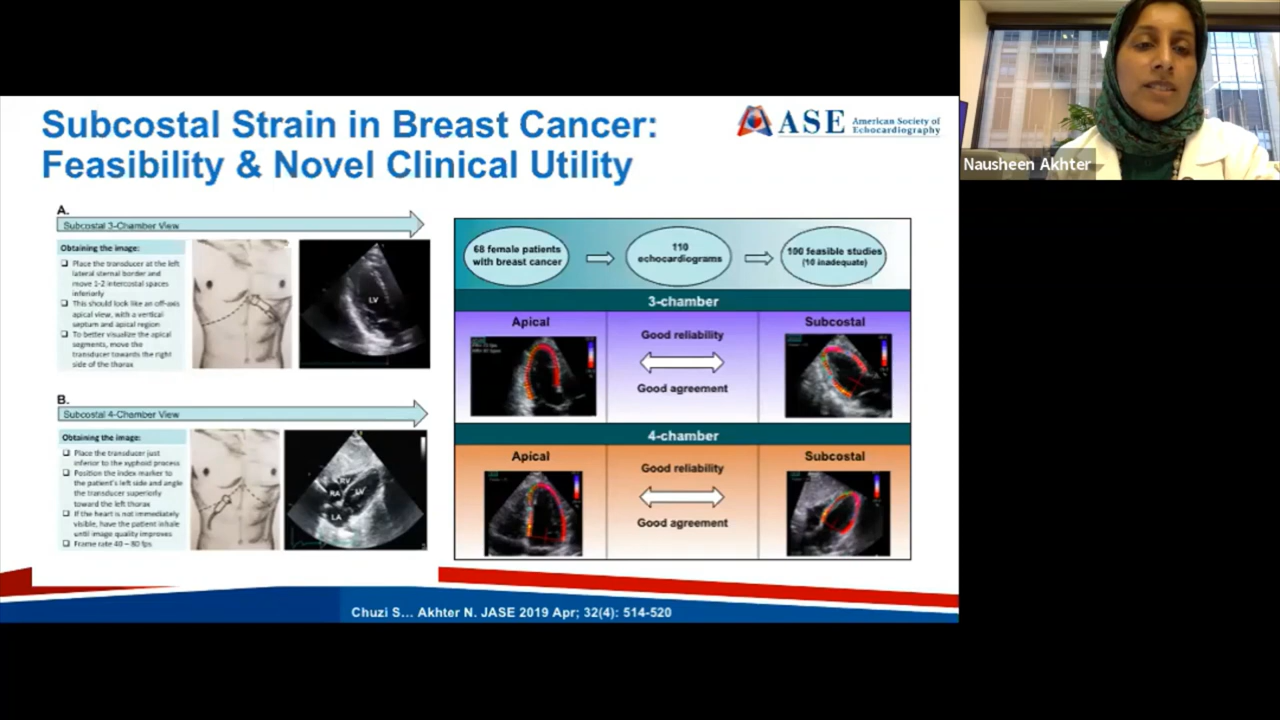 Subcostal Strain in Breast Cancer:
Feasibility & Novel Clinical Utility
ASE American Society of
Echocardiography
Nausheen Akhter
A.
Subcostal 3-Chamber View
Obtaining the image:
Place the transducer at the left
lateral sternal border and
move 1-2 intercostal spaces
inferiorly
This should look like an off-axis
apical view, with a vertical
septum and apical region
To better visualize the apical
segments, move the
transducer towards the right
side of the thorax
LV
B.
Subcostal 4-Chamber View
Obtaining the image:
Place the transducer just
inferior to the xyphoid process
Position the index marker to
the patient's left side and angle
the transducer superiorly
toward the left thorax
If the heart is not immediately
visible, have the patient inhale
until image quality improves
Frame rate 40 – 80 fps
RV
RA
LV
LA
68 female patients
with breast cancer
110
echocardiograms
100 feasible studies
(10 inadequate)
3-chamber
Apical
Good reliability
Good agreement
Subcostal
4-chamber
Apical
Good reliability
Good agreement
Subcostal
Chuzi S... Akhter N. JASE 2019 Apr; 32(4): 514-520